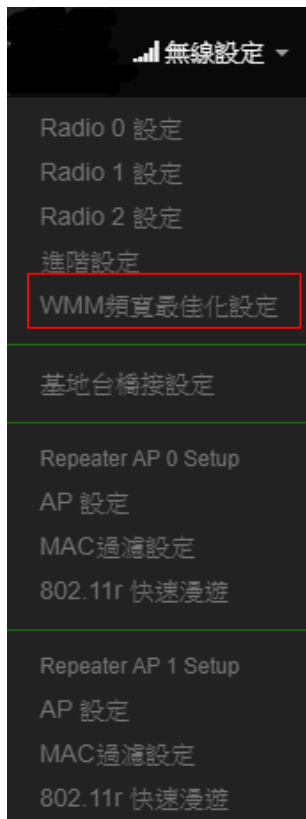 無線設定
Radio 0 設定
Radio 1 設定
Radio 2 設定
進階設定
WMM頻寬最佳化設定
基地台橋接設定
Repeater AP 0 Setup
AP 設定
MAC過濾設定
802.11r 快速漫遊
Repeater AP 1 Setup
AP 設定
MAC過濾設定
802.11r 快速漫遊